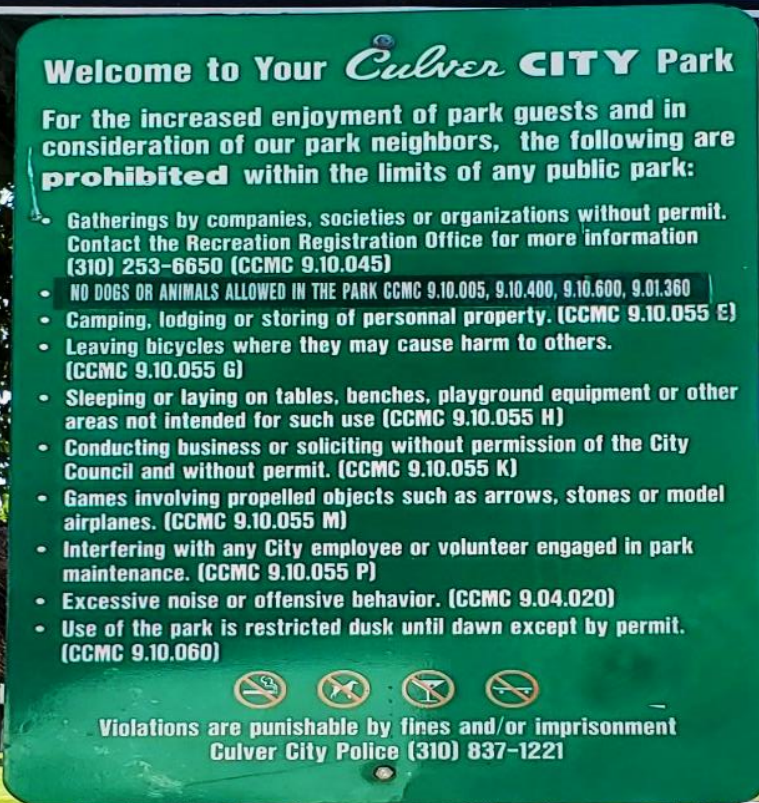 Welcome to Your Culver CITY Park
For the increased enjoyment of park guests and in
consideration of our park neighbors, the following are
prohibited within the limits of any public park:
• Gatherings by companies, societies or organizations without permit.
Contact the Recreation Registration Office for more information
(310) 253-6650 (CCMC 9.10.045)
• NO DOGS OR ANIMALS ALLOWED IN THE PARK CCMC 9.10.005, 9.10.400, 9.10.600, 9.01.360
• Camping, lodging or storing of personnal property. (CCMC 9.10.055 E)
• Leaving bicycles where they may cause harm to others.
(CCMC 9.10.055 G)
• Sleeping or laying on tables, benches, playground equipment or other
areas not intended for such use (CCMC 9.10.055 H)
• Conducting business or soliciting without permission of the City
Council and without permit. (CCMC 9.10.055 K)
• Games involving propelled objects such as arrows, stones or model
airplanes. (CCMC 9.10.055 M)
• Interfering with any City employee or volunteer engaged in park
maintenance. (CCMC 9.10.055 P)
• Excessive noise or offensive behavior. (CCMC 9.04.020)
• Use of the park is restricted dusk until dawn except by permit.
(CCMC 9.10.060)
Violations are punishable by fines and/or imprisonment
Culver City Police (310) 837-1221